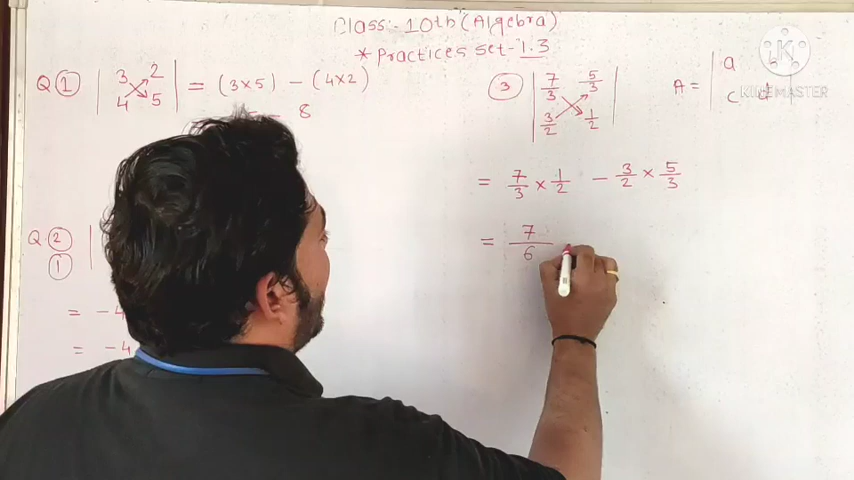 Class:- 10th (Algebra)
* Practices Set - 1.3
Q ① | 3 2 | = (3×5) - (4×2)
| 4 5 |
- 8
Q. ②
①
= -4
= -4
③ | 7/3 5/3 |
| 3/2 1/2 |
= 7/3 × 1/2 - 3/2 × 5/3
= 7/6
A = | a b |
| c d |
KINEMASTER